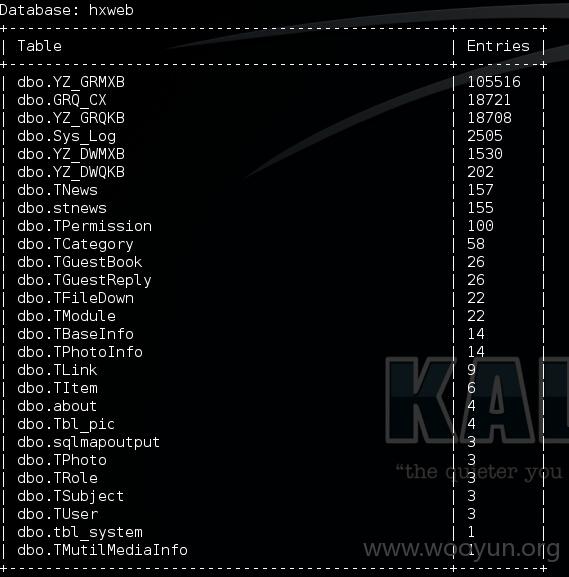 Database: hxweb
+-------------------------------------------------+---------+
| Table | Entries |
+-------------------------------------------------+---------+
| dbo.YZ_GRMXB | 105516 |
| dbo.GRQ_CX | 18721 |
| dbo.YZ_GRQKB | 18708 |
| dbo.Sys_Log | 2505 |
| dbo.YZ_DWMXB | 1530 |
| dbo.YZ_DWQKB | 202 |
| dbo.TNews | 157 |
| dbo.stnews | 155 |
| dbo.TPermission | 100 |
| dbo.TCategory | 58 |
| dbo.TGuestBook | 26 |
| dbo.TGuestReply | 26 |
| dbo.TFileDown | 22 |
| dbo.TModule | 22 |
| dbo.TBaseInfo | 14 |
| dbo.TPhotoInfo | 14 |
| dbo.TLink | 9 |
| dbo.TItem | 6 |
| dbo.about | 4 |
| dbo.Tbl_pic | 4 |
| dbo.sqlmapoutput | 3 |
| dbo.TPhoto | 3 |
| dbo.TRole | 3 |
| dbo.TSubject | 3 |
| dbo.TUser | 3 |
| dbo.tbl_system | 1 |
| dbo.TMutilMediaInfo | 1 |
+-------------------------------------------------+---------+
KAL
"the quieter you
www.wooyun.org